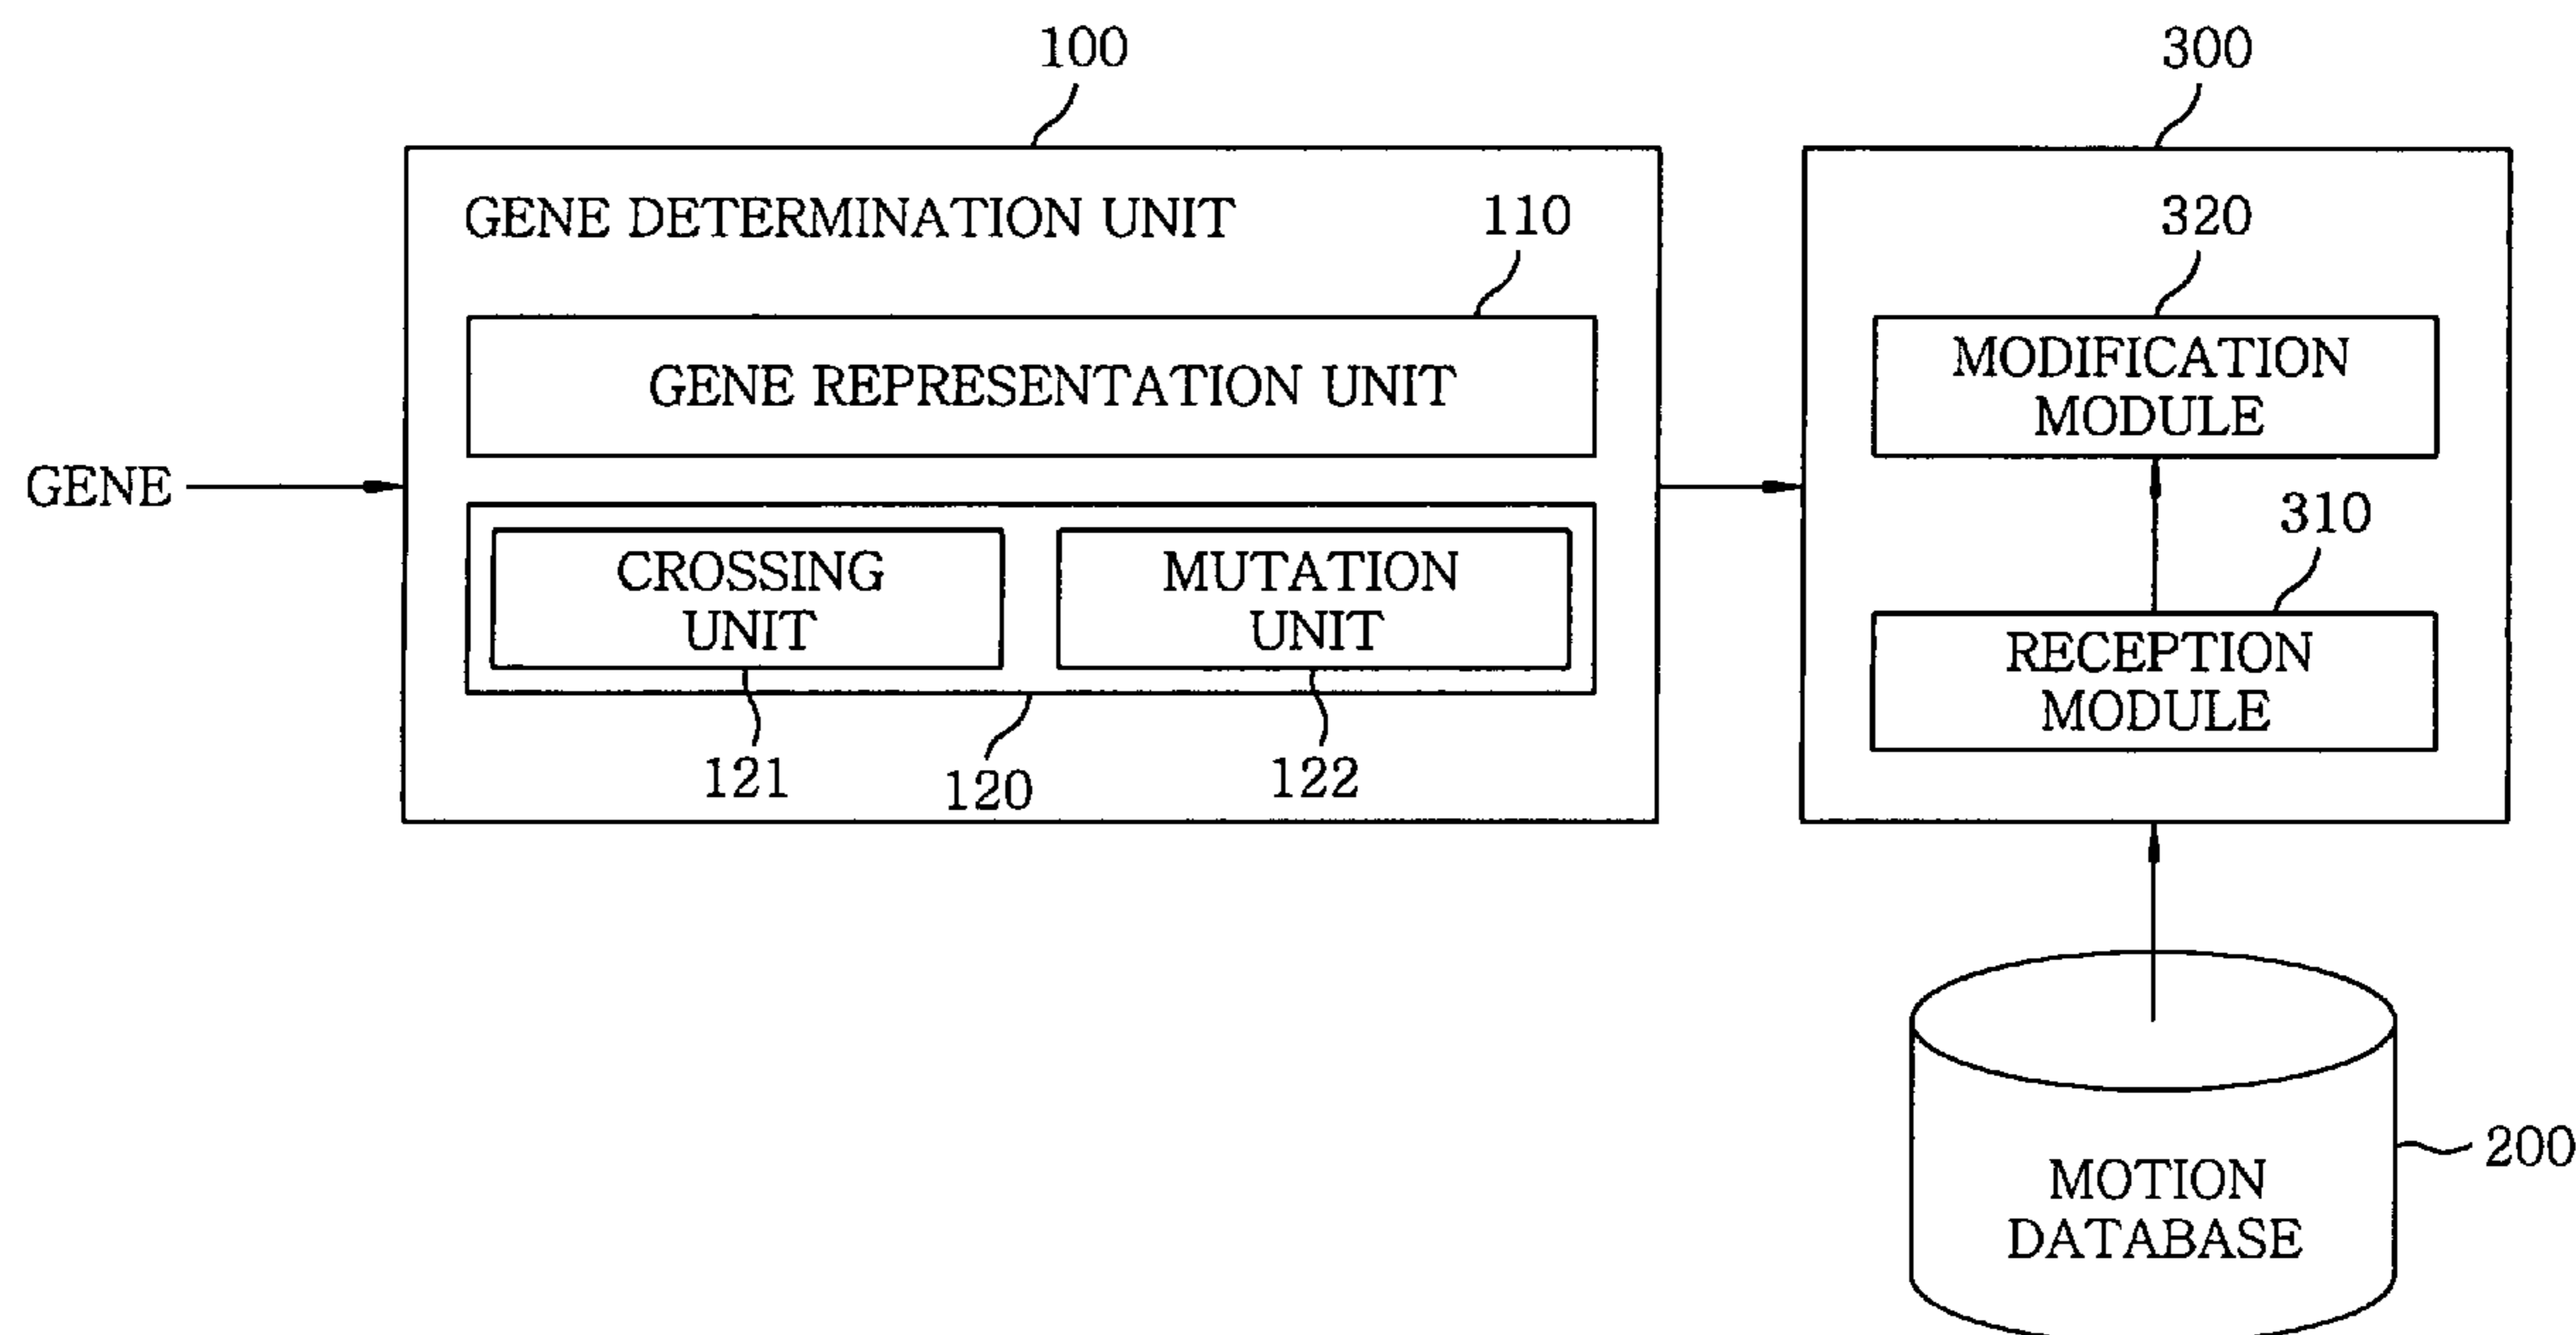 100
300
GENE DETERMINATION UNIT
110
320
GENE REPRESENTATION UNIT
MODIFICATION
MODULE
GENE
310
CROSSING
UNIT
MUTATION
UNIT
RECEPTION
MODULE
121
120
122
200
MOTION
DATABASE